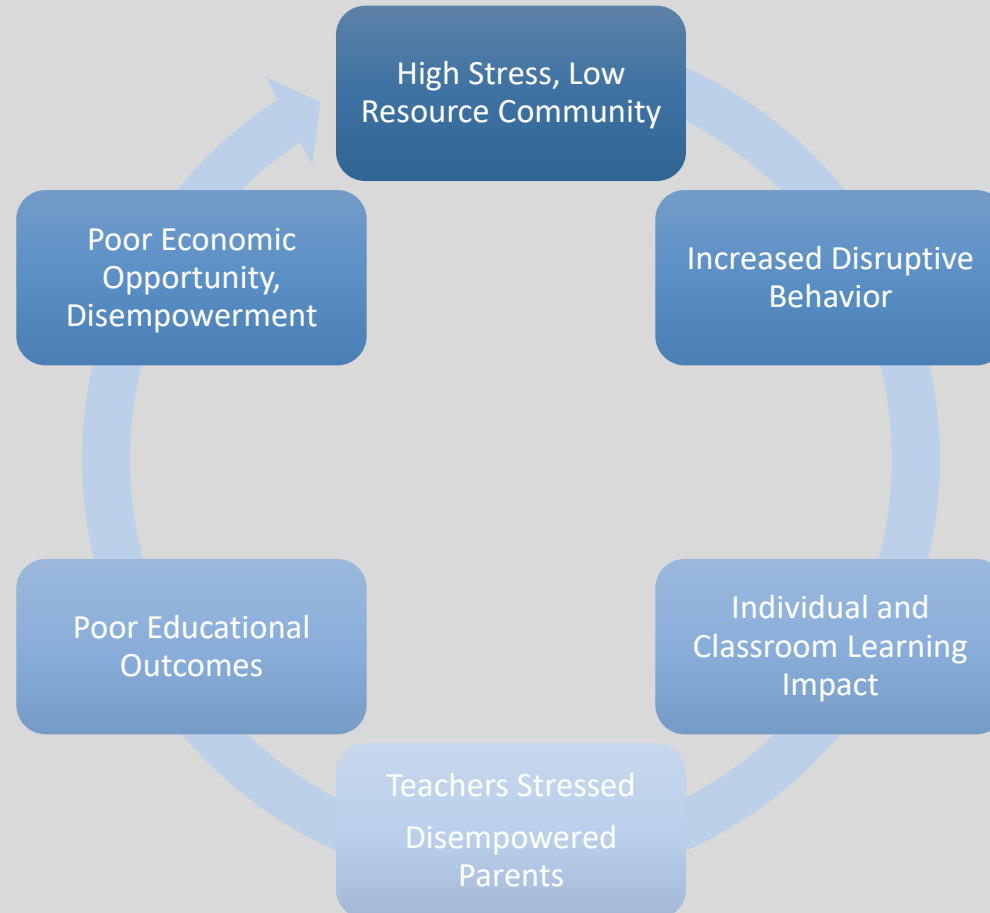 High Stress, Low
Resource Community
Increased Disruptive
Behavior
Individual and
Classroom Learning
Impact
Teachers Stressed
Disempowered
Parents
Poor Educational
Outcomes
Poor Economic
Opportunity,
Disempowerment